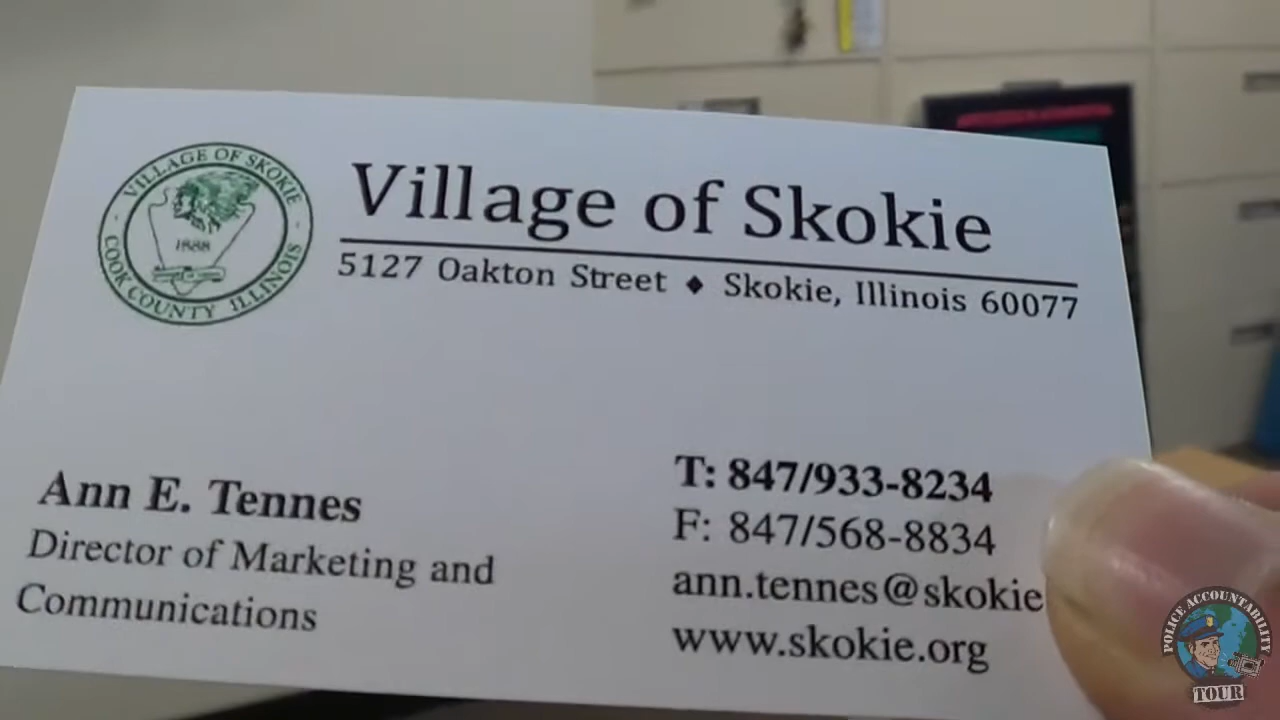 VILLAGE OF SKOKIE
1888
COOK COUNTY ILLINOIS
Village of Skokie
5127 Oakton Street ♦ Skokie, Illinois 60077
Ann E. Tennes
Director of Marketing and
Communications
T: 847/933-8234
F: 847/568-8834
ann.tennes@skokie
www.skokie.org
POLICE ACCOUNTABILITY
TOUR